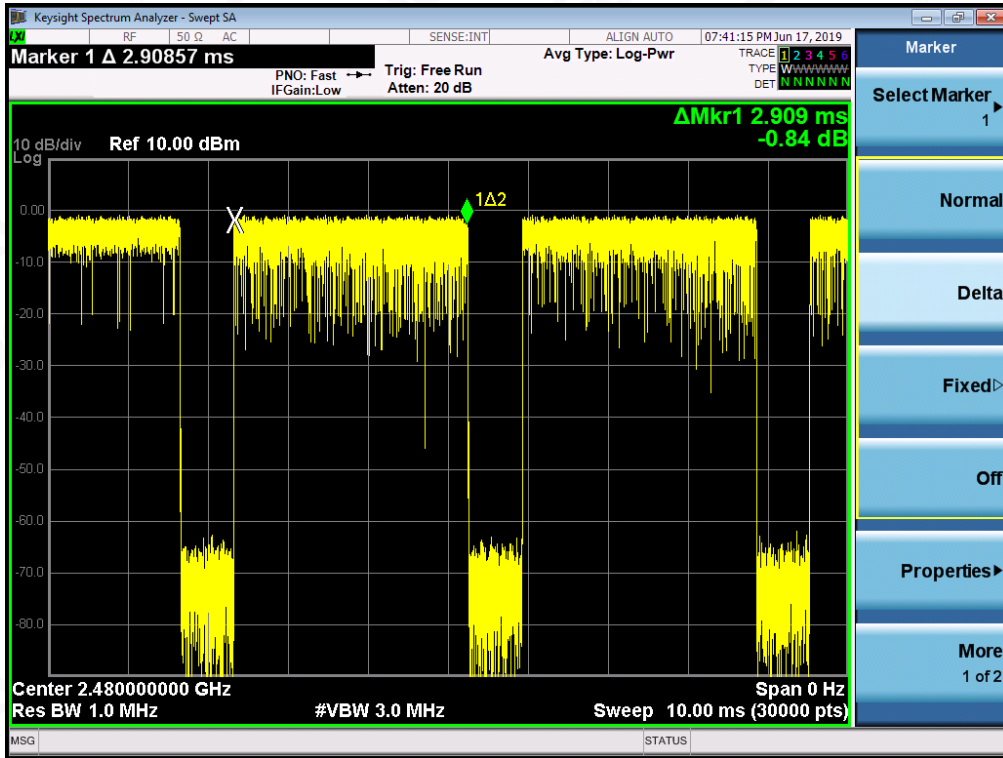 Keysight Spectrum Analyzer - Swept SA
LXI
RF 50 Ω AC SENSE:INT ALIGN AUTO 07:41:15 PM Jun 17, 2019
Marker 1 Δ 2.90857 ms
PNO: Fast
IFGain:Low
Trig: Free Run
Atten: 20 dB
Avg Type: Log-Pwr
TRACE 1 2 3 4 5 6
TYPE WWWWWW
DET N N N N N N
ΔMkr1 2.909 ms
-0.84 dB
10 dB/div Ref 10.00 dBm
Log
1Δ2
0.00
-10.0
-20.0
-30.0
-40.0
-50.0
-60.0
-70.0
-80.0
Center 2.480000000 GHz Span 0 Hz
Res BW 1.0 MHz #VBW 3.0 MHz Sweep 10.00 ms (30000 pts)
MSG STATUS
Marker
Select Marker
1
Normal
Delta
Fixed
Off
Properties
More
1 of 2